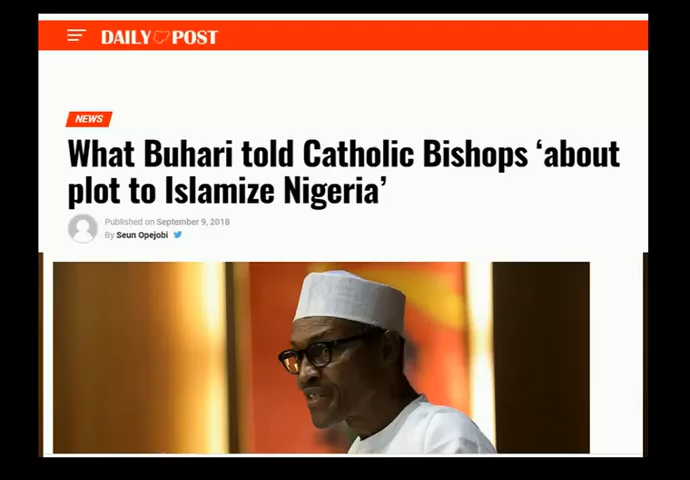 DAILY POST
NEWS
What Buhari told Catholic Bishops ‘about
plot to Islamize Nigeria’
Published on September 9, 2018
By Seun Opejobi